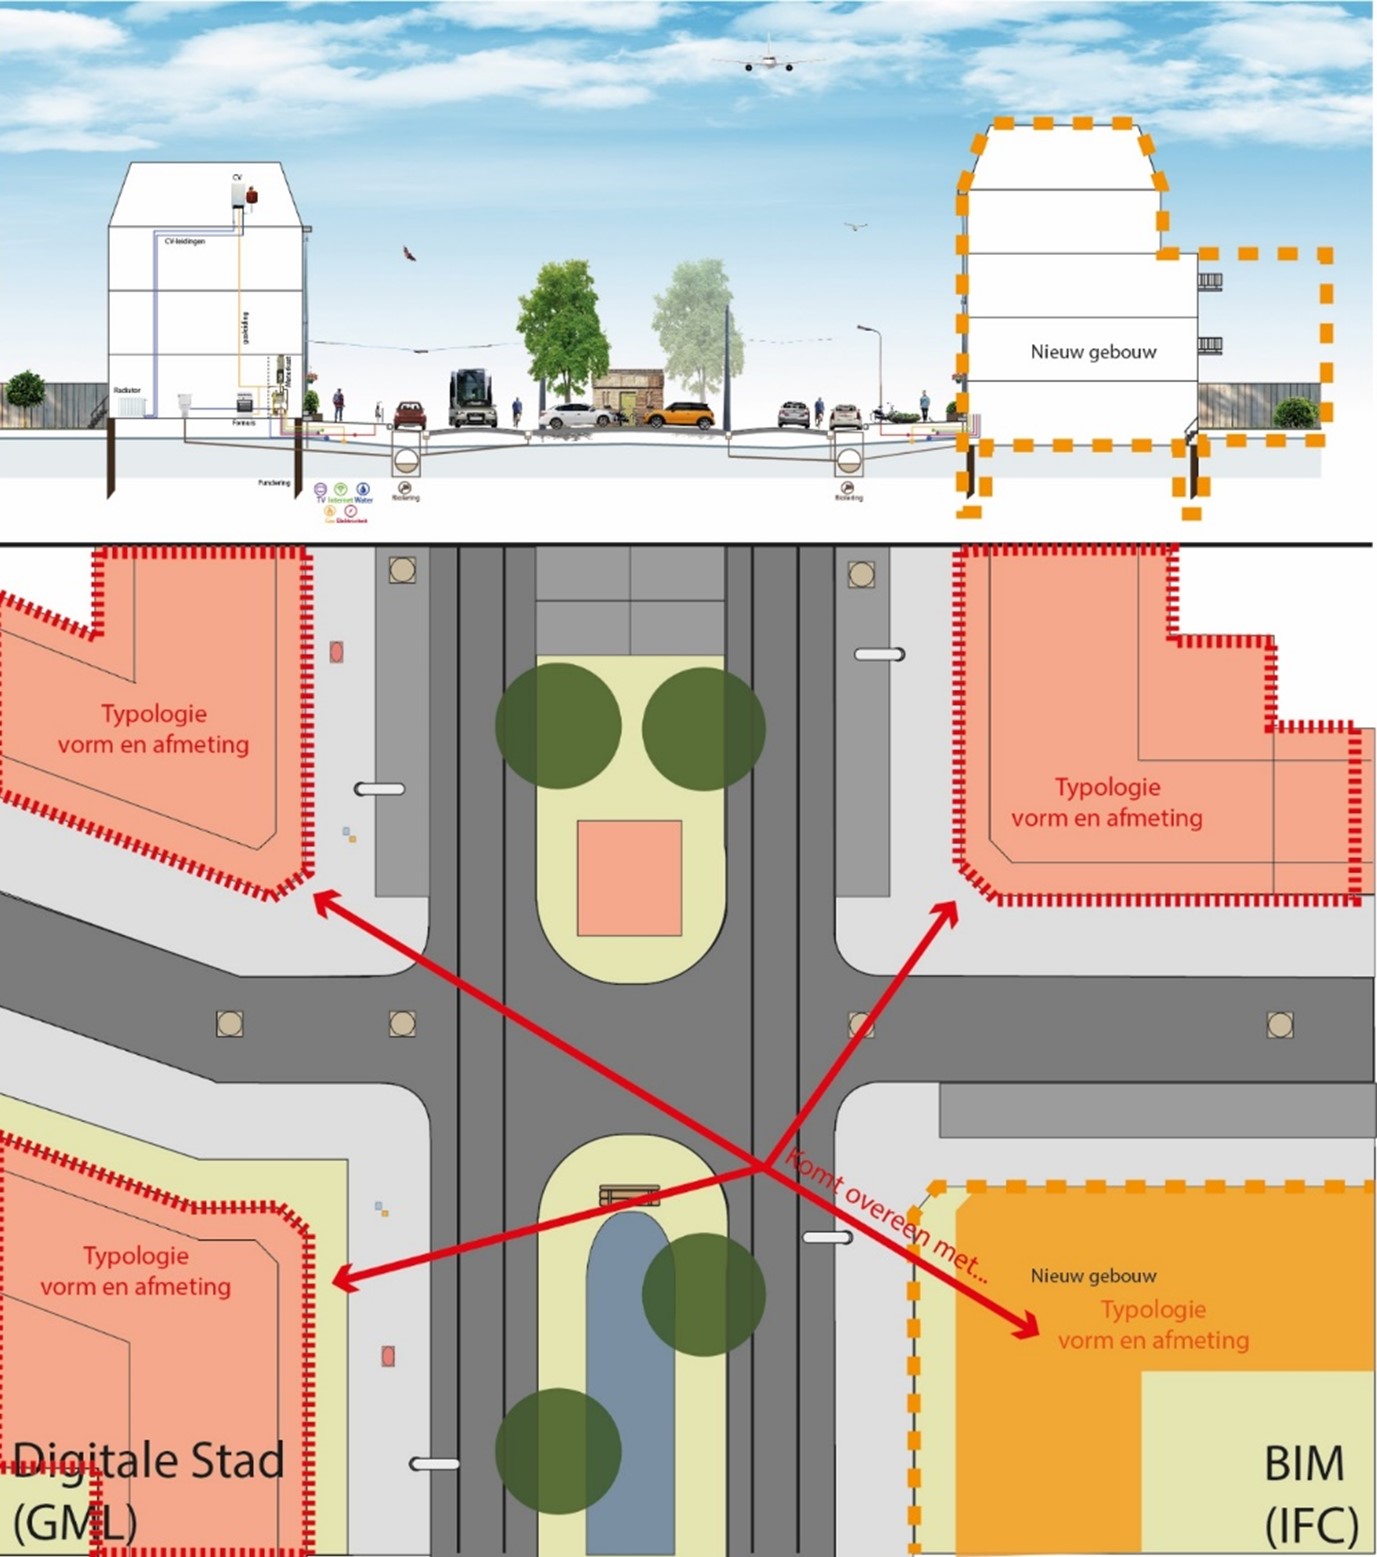 CV
CV-leidingen
gasleiding
Meterkast
Radiator
Fornuis
Fundering
TV Internet Water
Gas Elektriciteit
Riolering
Riolering
Nieuw gebouw
Typologie
vorm en afmeting
Typologie
vorm en afmeting
Komt overeen met...
Typologie
vorm en afmeting
Nieuw gebouw
Typologie
vorm en afmeting
Digitale Stad
(GML)
BIM
(IFC)